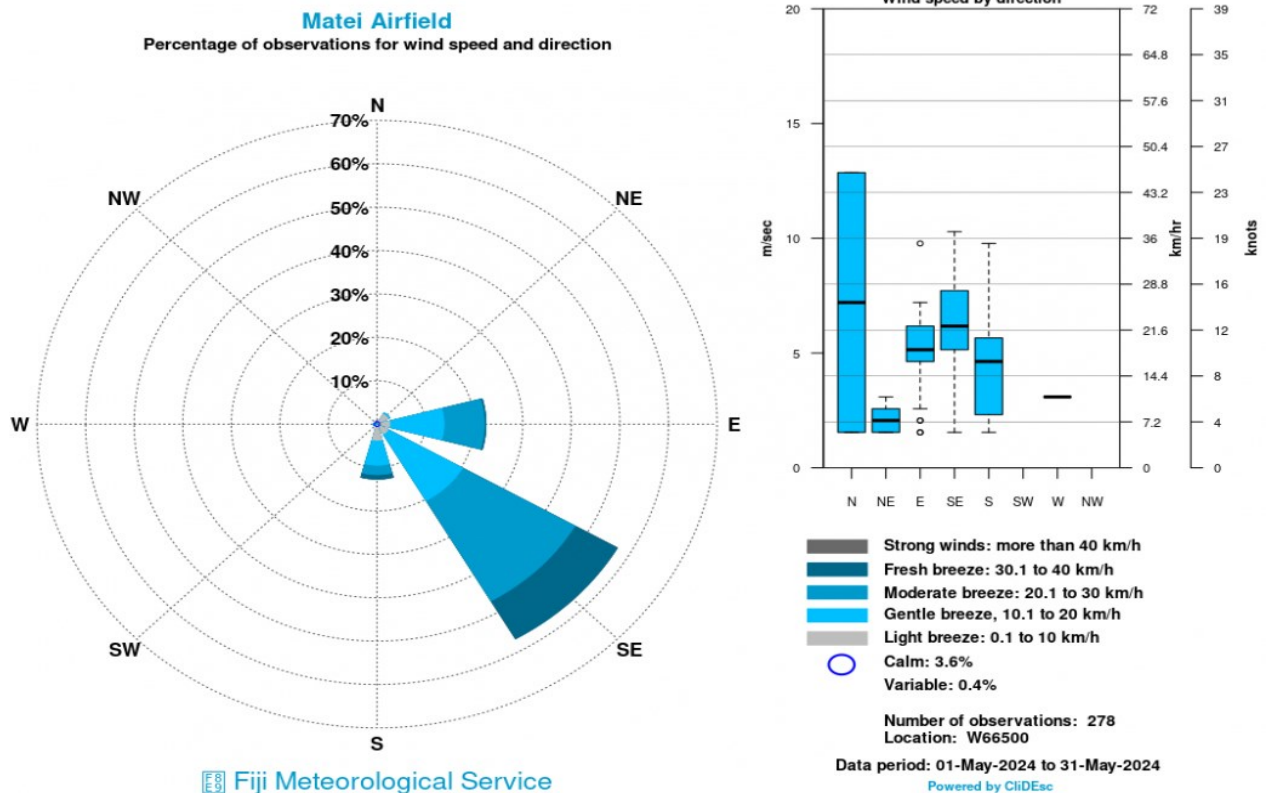 Matei Airfield
Percentage of observations for wind speed and direction
N
NE
E
SE
S
SW
W
NW
70%
60%
50%
40%
30%
20%
10%
Fiji Meteorological Service
Wind speed by direction
20
15
10
5
0
m/sec
72
64.8
57.6
50.4
43.2
36
28.8
21.6
14.4
7.2
0
km/hr
39
35
31
27
23
19
16
12
8
4
0
knots
N NE E SE S SW W NW
Strong winds: more than 40 km/h
Fresh breeze: 30.1 to 40 km/h
Moderate breeze: 20.1 to 30 km/h
Gentle breeze, 10.1 to 20 km/h
Light breeze: 0.1 to 10 km/h
Calm: 3.6%
Variable: 0.4%
Number of observations: 278
Location: W66500
Data period: 01-May-2024 to 31-May-2024
Powered by CliDEsc